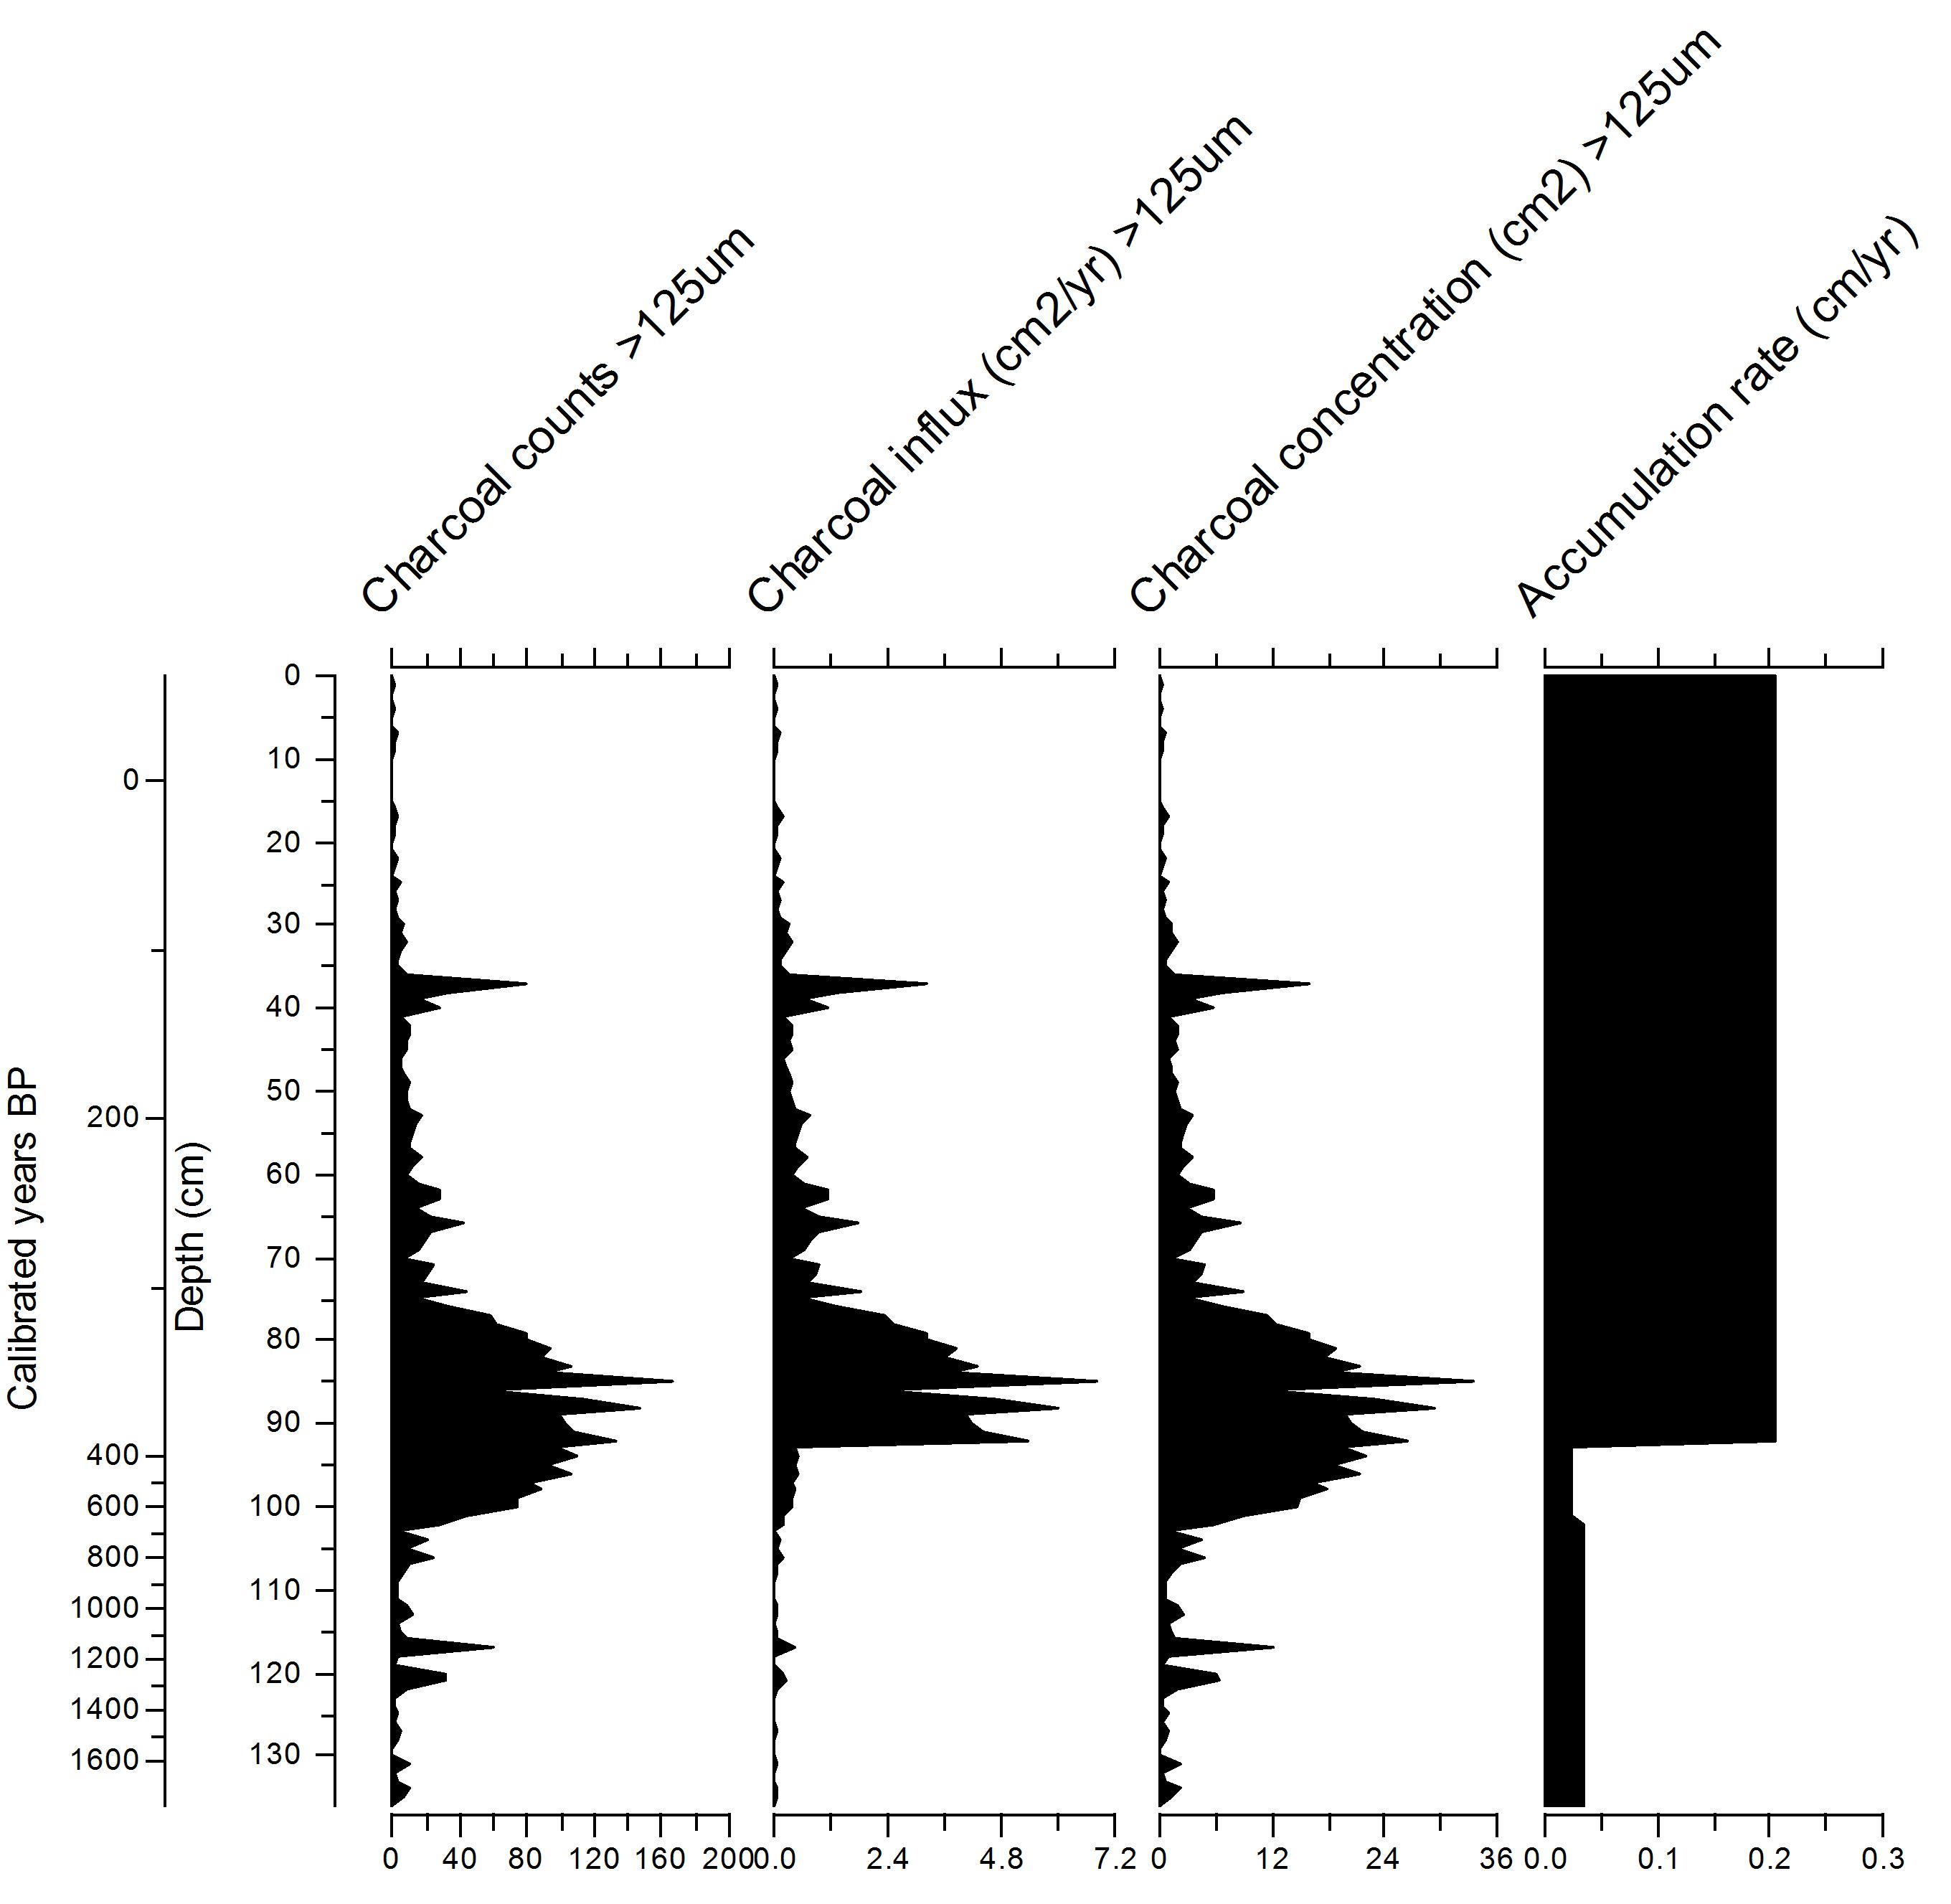 Charcoal counts >125um
Charcoal influx (cm2/yr) >125um
Charcoal concentration (cm2) >125um
Accumulation rate (cm/yr)
Calibrated years BP
0
200
400
600
800
1000
1200
1400
1600
Depth (cm)
0
10
20
30
40
50
60
70
80
90
100
110
120
130
0 40 80 120 160 200
0.0 2.4 4.8 7.2
0 12 24 36
0.0 0.1 0.2 0.3